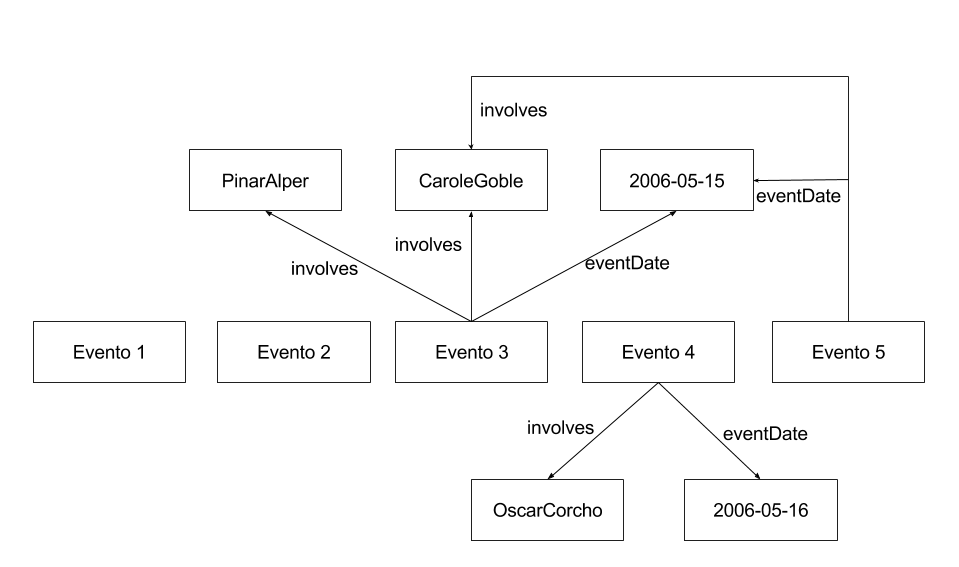 involves
PinarAlper
CaroleGoble
2006-05-15
eventDate
involves
involves
eventDate
Evento 1
Evento 2
Evento 3
Evento 4
Evento 5
involves
eventDate
OscarCorcho
2006-05-16